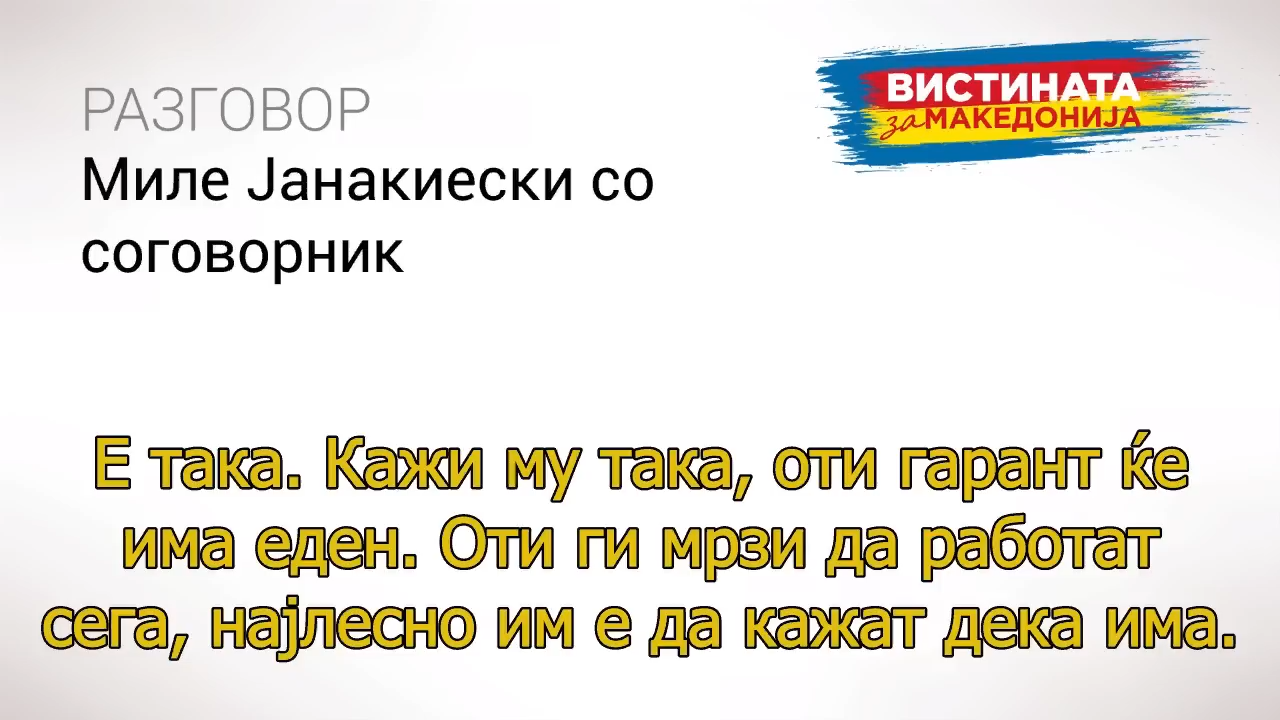 РАЗГОВОР
Миле Јанакиески со
соговорник
ВИСТИНАТА
за МАКЕДОНИЈА
Е така. Кажи му така, оти гарант ќе
има еден. Оти ги мрзи да работат
сега, најлесно им е да кажат дека има.